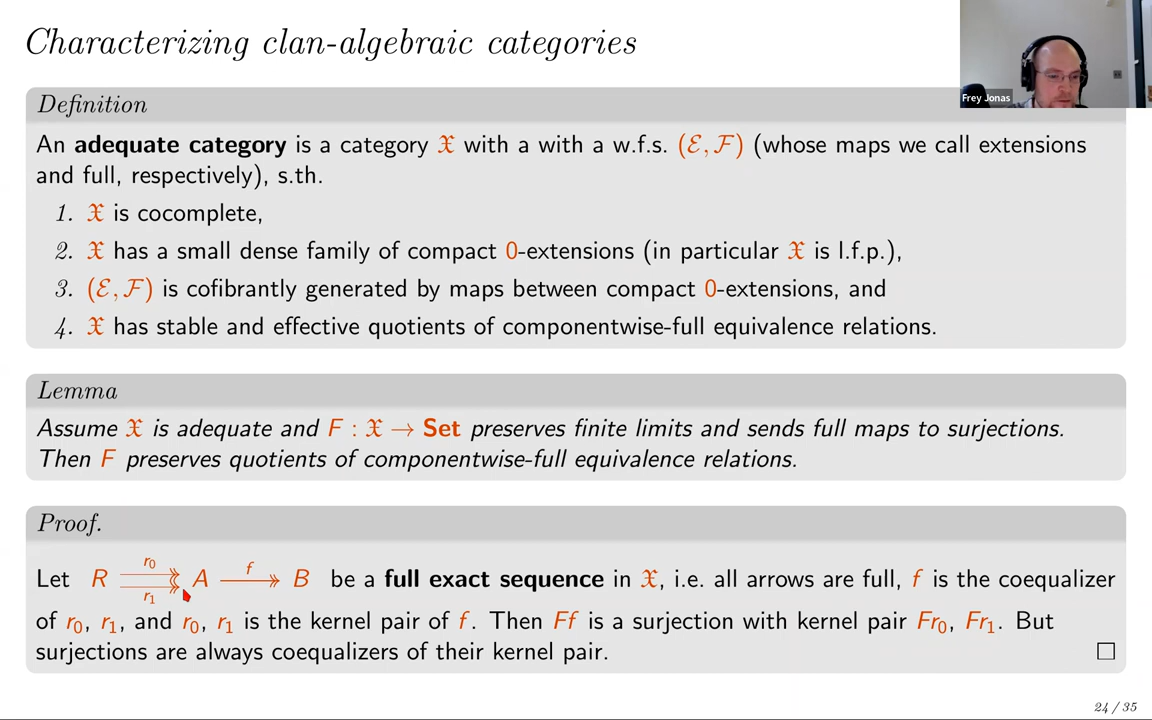 Characterizing clan-algebraic categories
Frey Jonas
Definition
An adequate category is a category 𝔛 with a with a w.f.s. (ℰ, ℱ) (whose maps we call extensions
and full, respectively), s.th.
1. 𝔛 is cocomplete,
2. 𝔛 has a small dense family of compact 0-extensions (in particular 𝔛 is l.f.p.),
3. (ℰ, ℱ) is cofibrantly generated by maps between compact 0-extensions, and
4. 𝔛 has stable and effective quotients of componentwise-full equivalence relations.
Lemma
Assume 𝔛 is adequate and F : 𝔛 → Set preserves finite limits and sends full maps to surjections.
Then F preserves quotients of componentwise-full equivalence relations.
Proof.
r₀ f
Let R ⇉ A ↠ B be a full exact sequence in 𝔛, i.e. all arrows are full, f is the coequalizer
r₁
of r₀, r₁, and r₀, r₁ is the kernel pair of f. Then Ff is a surjection with kernel pair Fr₀, Fr₁. But
surjections are always coequalizers of their kernel pair. □
24 / 35